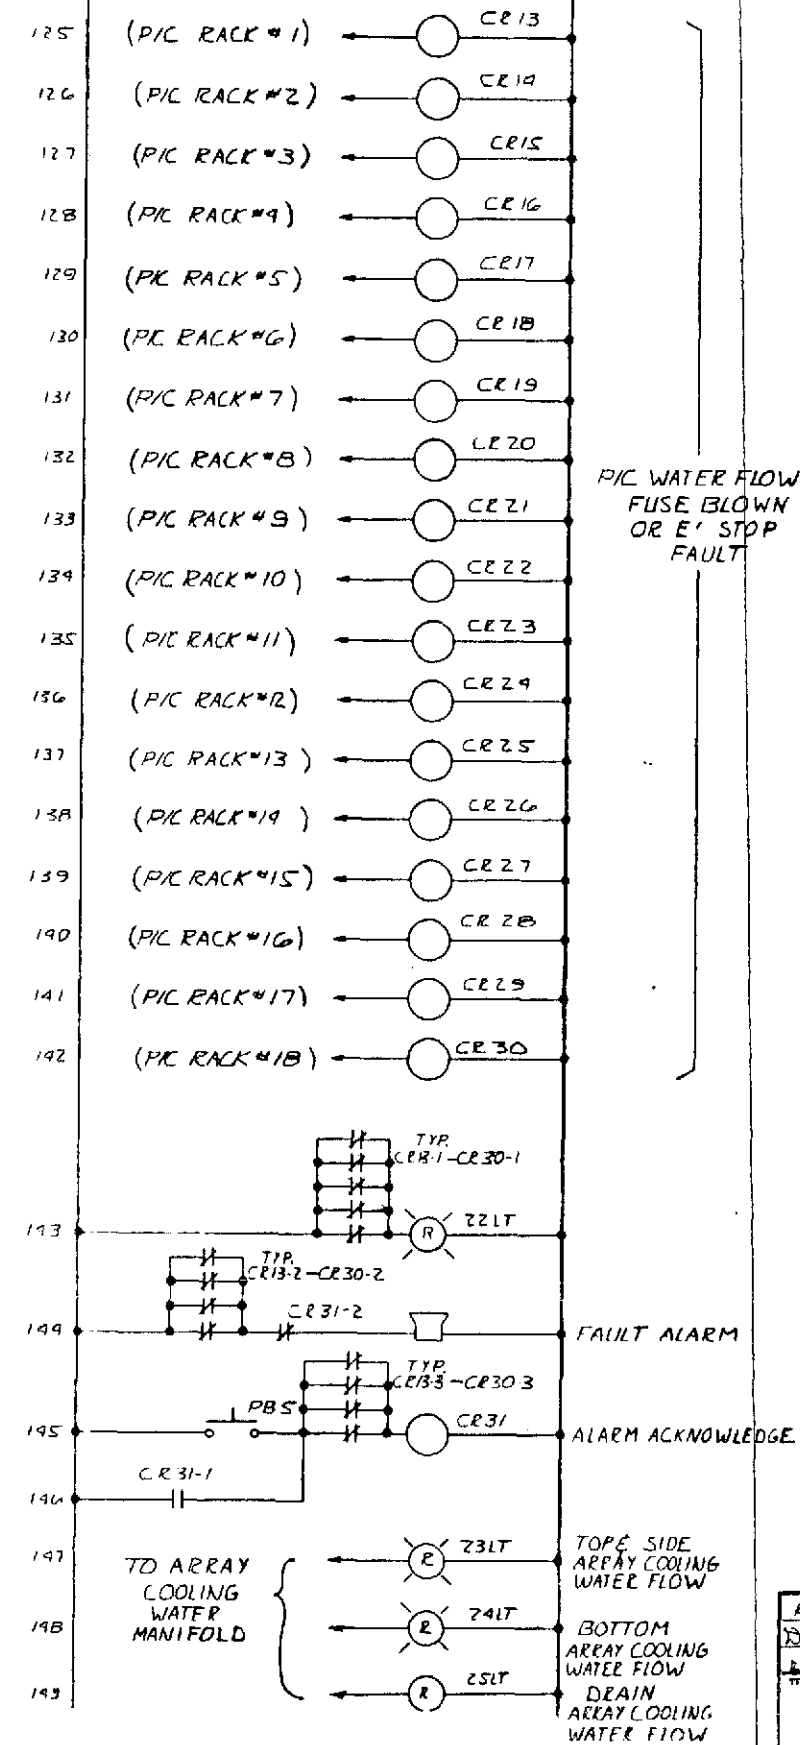 125 (P/C RACK #1) CR13
126 (P/C RACK #2) CR14
127 (P/C RACK #3) CR15
128 (P/C RACK #4) CR16
129 (P/C RACK #5) CR17
130 (P/C RACK #6) CR18
131 (P/C RACK #7) CR19
132 (P/C RACK #8) CR20
P/C WATER FLOW
FUSE BLOWN
OR E' STOP
FAULT
133 (P/C RACK #9) CR21
134 (P/C RACK #10) CR22
135 (P/C RACK #11) CR23
136 (P/C RACK #12) CR24
137 (P/C RACK #13) CR25
138 (P/C RACK #14) CR26
139 (P/C RACK #15) CR27
140 (P/C RACK #16) CR28
141 (P/C RACK #17) CR29
142 (P/C RACK #18) CR30
TYP.
CR13-1-CR30-1
143 R 22LT
TYP.
CR13-2-CR30-2
CR31-2
144 FAULT ALARM
TYP.
CR13-3-CR30-3
PB5
145 CR31 ALARM ACKNOWLEDGE
CR31-1
146
147 R 23LT
TOP & SIDE
ARRAY COOLING
WATER FLOW
TO ARRAY
COOLING
WATER
MANIFOLD
148 R 24LT
BOTTOM
ARRAY COOLING
WATER FLOW
149 R 25LT
DRAIN
ARRAY COOLING
WATER FLOW